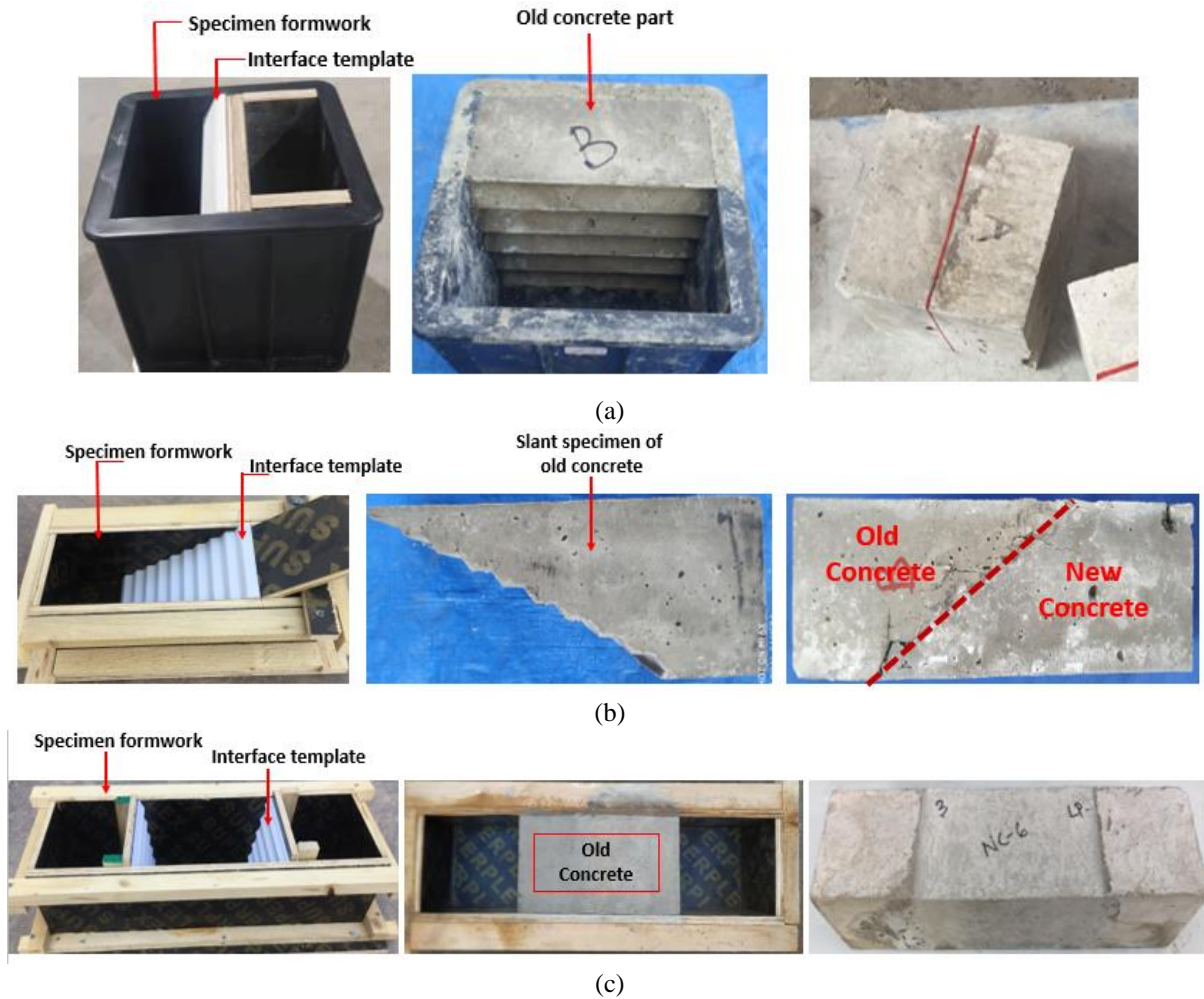 Specimen formwork
Interface template
Old concrete part
B
A
(a)
Specimen formwork
Interface template
Slant specimen of
old concrete
Old
Concrete
New
Concrete
(b)
Specimen formwork
Interface template
Old
Concrete
3
NC-6
(c)